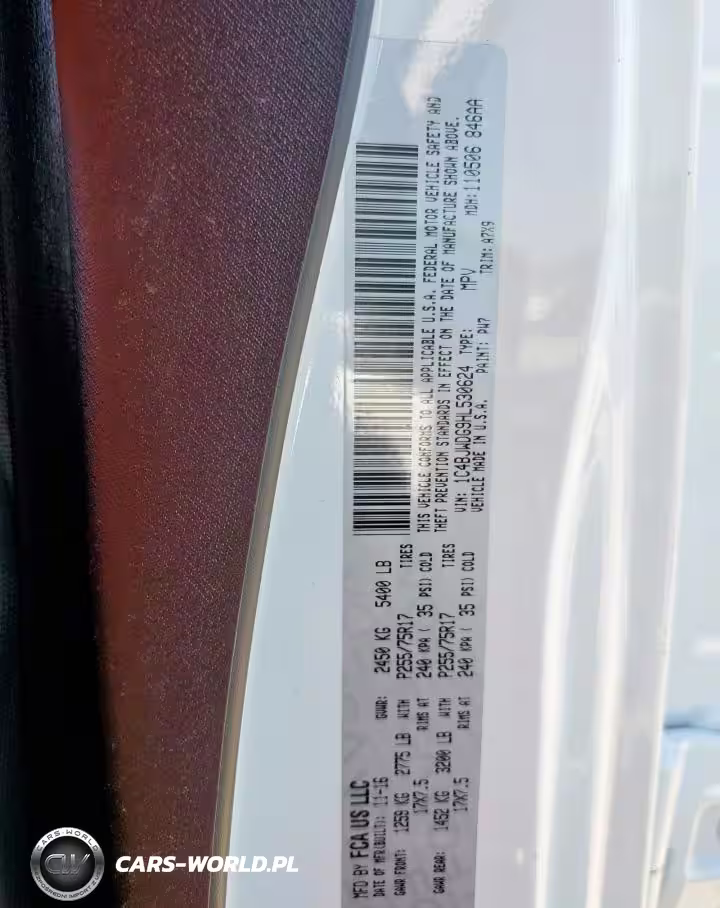 MFD BY FCA US LLC
DATE OF MFR(BUILT): 11-16 GVWR: 2450 KG 5400 LB
GAWR FRONT: 1259 KG 2775 LB WITH P255/75R17 TIRES
17X7.5 RIMS AT 240 KPA ( 35 PSI) COLD
GAWR REAR: 1452 KG 3200 LB WITH P255/75R17 TIRES
17X7.5 RIMS AT 240 KPA ( 35 PSI) COLD
THIS VEHICLE CONFORMS TO ALL APPLICABLE U.S.A. FEDERAL MOTOR VEHICLE SAFETY AND
THEFT PREVENTION STANDARDS IN EFFECT ON THE DATE OF MANUFACTURE SHOWN ABOVE.
VIN: 1C4BJWDG9HL530624 TYPE: MPV MDH: 110506 846AA
VEHICLE MADE IN U.S.A. PAINT: PW7 TRIM: A7X9
CARS-WORLD
CW
CARS-WORLD.PL